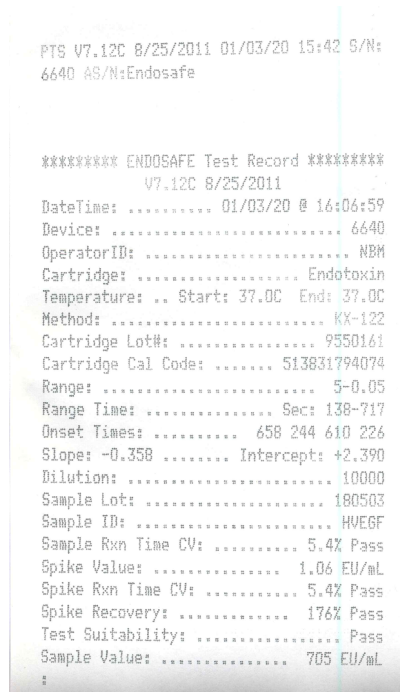 PTS V7.12C 8/25/2011 01/03/20 15:42 S/N:
6640 AS/N:Endosafe
********* ENDOSAFE Test Record *********
V7.12C 8/25/2011
DateTime: .......... 01/03/20 @ 16:06:59
Device: ............................ 6640
OperatorID: ......................... NBM
Cartridge: .................... Endotoxin
Temperature: .. Start: 37.0C End: 37.0C
Method: .......................... KX-122
Cartridge Lot#: ................. 9550161
Cartridge Cal Code: ....... 513831794074
Range: .......................... 5-0.05
Range Time: ............... Sec: 138-717
Onset Times: .......... 658 244 610 226
Slope: -0.358 ........ Intercept: +2.390
Dilution: ......................... 10000
Sample Lot: ...................... 180503
Sample ID: ........................ HVEGF
Sample Rxn Time CV: .......... 5.4% Pass
Spike Value: ............... 1.06 EU/mL
Spike Rxn Time CV: ........... 5.4% Pass
Spike Recovery: ............. 176% Pass
Test Suitability: ................. Pass
Sample Value: ............... 705 EU/mL
: